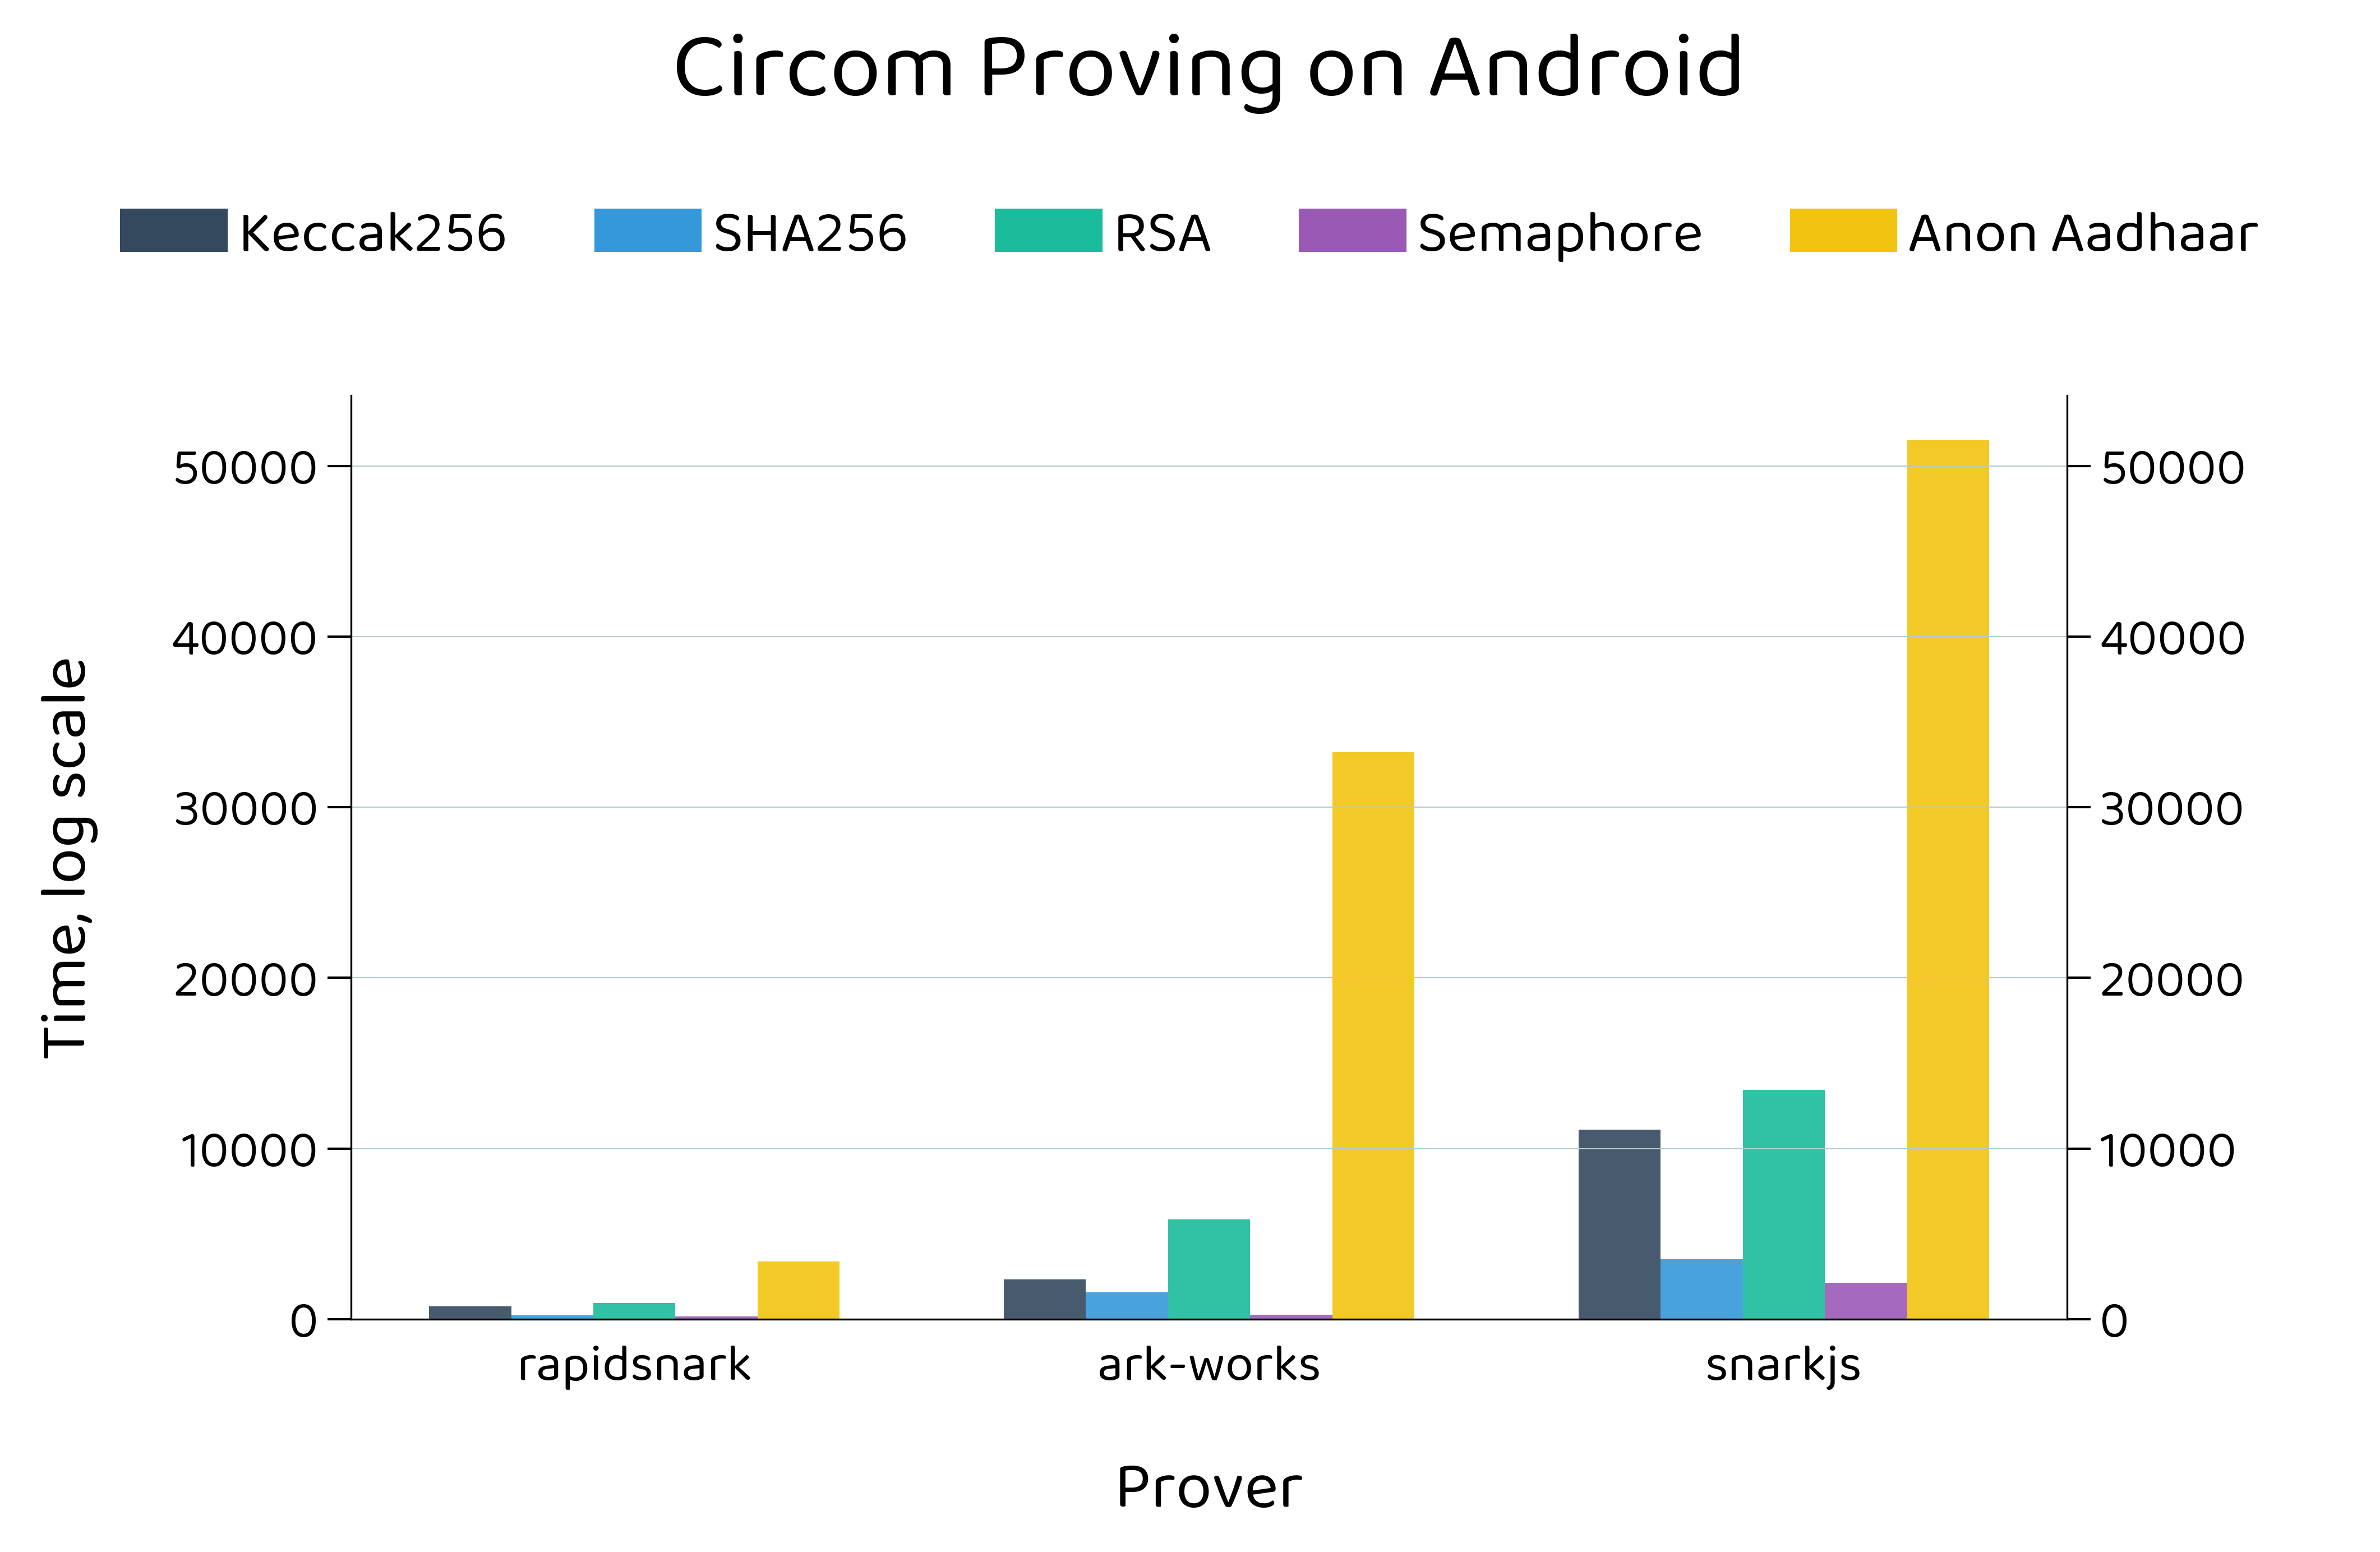 Circom Proving on Android
Keccak256 SHA256 RSA Semaphore Anon Aadhaar
Time, log scale
50000 50000
40000 40000
30000 30000
20000 20000
10000 10000
0 0
rapidsnark ark-works snarkjs
Prover